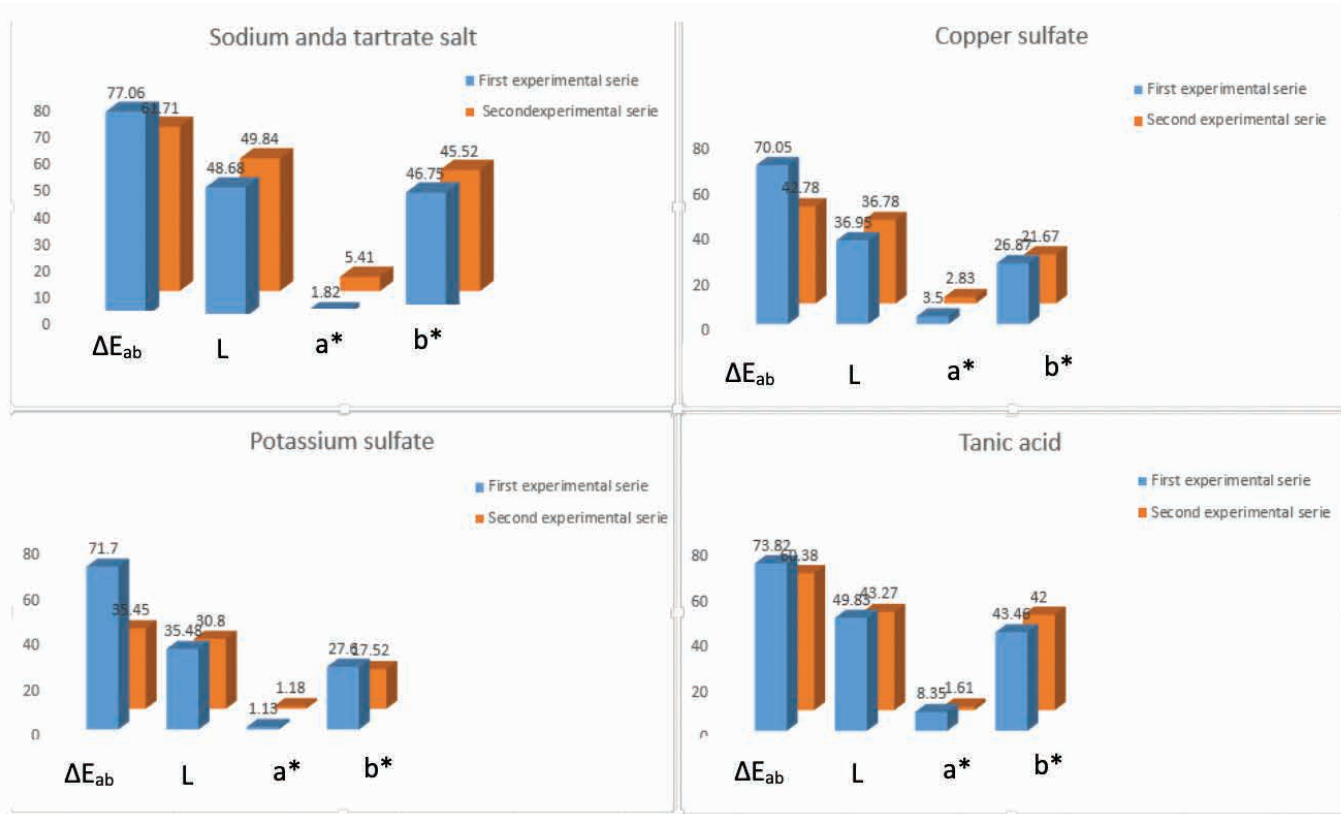 Sodium anda tartrate salt
First experimental serie
Secondexperimental serie
80
70
60
50
40
30
20
10
0
77.06
61.71
48.68
49.84
1.82
5.41
46.75
45.52
ΔEab
L
a*
b*
Copper sulfate
First experimental serie
Second experimental serie
80
60
40
20
0
70.05
42.78
36.95
36.78
3.5
2.83
26.87
21.67
ΔEab
L
a*
b*
Potassium sulfate
First experimental serie
Second experimental serie
80
60
40
20
0
71.7
35.45
35.48
30.8
1.13
1.18
27.6
17.52
ΔEab
L
a*
b*
Tanic acid
First experimental serie
Second experimental serie
80
60
40
20
0
73.82
60.38
49.83
43.27
8.35
1.61
43.46
42
ΔEab
L
a*
b*